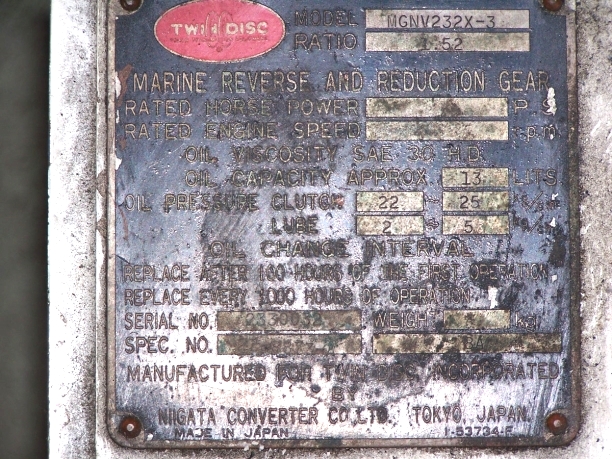 TWIN DISC
MODEL MGNV232X-3
RATIO 1.52
MARINE REVERSE AND REDUCTION GEAR
RATED HORSE POWER P.S
RATED ENGINE SPEED r.p.m
OIL VISCOSITY SAE 30 H.D.
OIL CAPACITY APPROX 13 LITS
OIL PRESSURE CLUTCH 22 ~ 25
LUBE 2 ~ 5
OIL CHANGE INTERVAL
REPLACE AFTER 100 HOURS OF THE FIRST OPERATION
REPLACE EVERY 1000 HOURS OF OPERATION
SERIAL NO. WEIGHT kg
SPEC. NO.
MANUFACTURED FOR TWIN DISC, INCORPORATED
BY
NIIGATA CONVERTER CO., LTD. TOKYO, JAPAN
MADE IN JAPAN